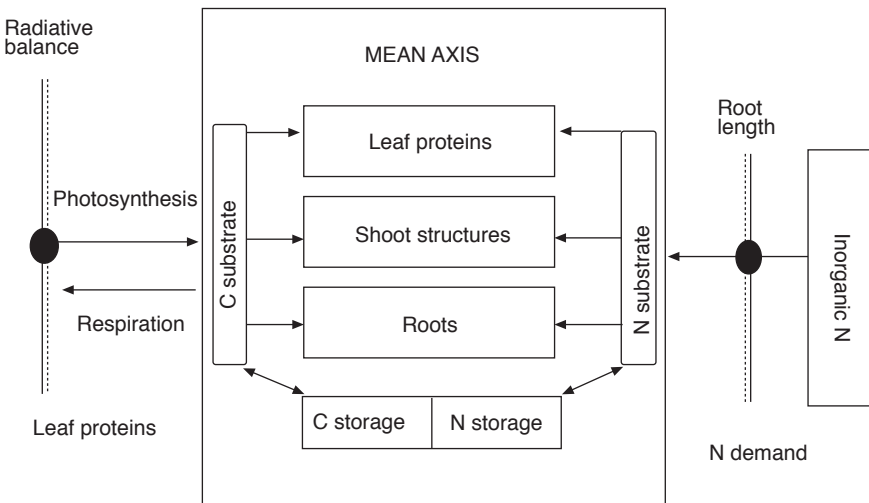 Radiative
balance
MEAN AXIS
Root
length
Leaf proteins
Photosynthesis
Shoot structures
C substrate
N substrate
Inorganic N
Respiration
Roots
C storage
N storage
Leaf proteins
N demand